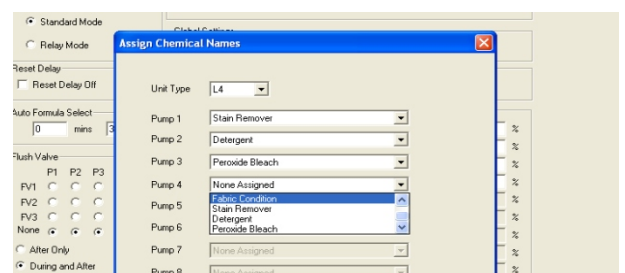 Standard Mode
Relay Mode
Assign Chemical Names
Reset Delay
Reset Delay Off
Unit Type L4
Auto Formula Select
0 mins 3
Pump 1 Stain Remover
%
Pump 2 Detergent
%
Flush Valve
Pump 3 Peroxide Bleach
%
P1 P2 P3
Pump 4 None Assigned
%
FV1
Fabric Condition
%
FV2
Pump 5 Stain Remover
%
FV3
Detergent
%
None
Pump 6 Peroxide Bleach
%
After Only
Pump 7 None Assigned
%
During and After
Pump 8 None Assigned
%